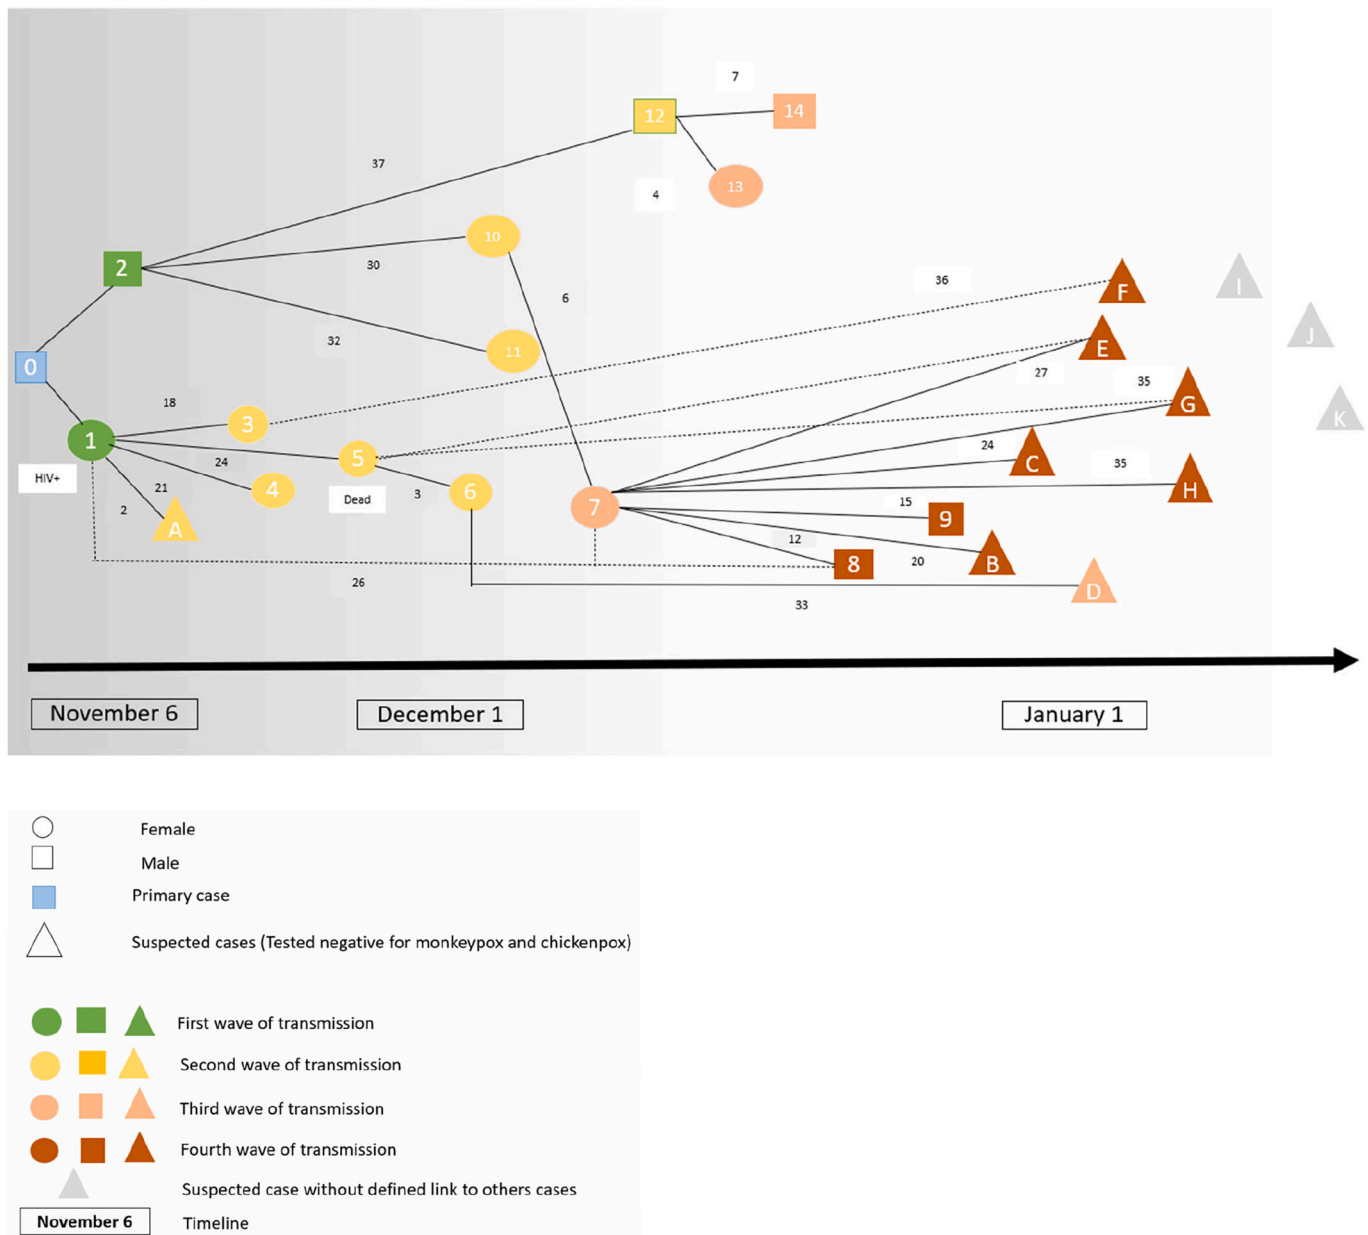 7
12
14
37
4
13
2
10
30
36
F
I
6
32
11
E
J
0
27
35
18
3
G
K
1
24
5
24
C
35
HIV+
21
4
Dead
3
6
7
15
H
2
A
9
12
8
20
B
26
D
33
November 6
December 1
January 1
Female
Male
Primary case
Suspected cases (Tested negative for monkeypox and chickenpox)
First wave of transmission
Second wave of transmission
Third wave of transmission
Fourth wave of transmission
Suspected case without defined link to others cases
November 6 Timeline